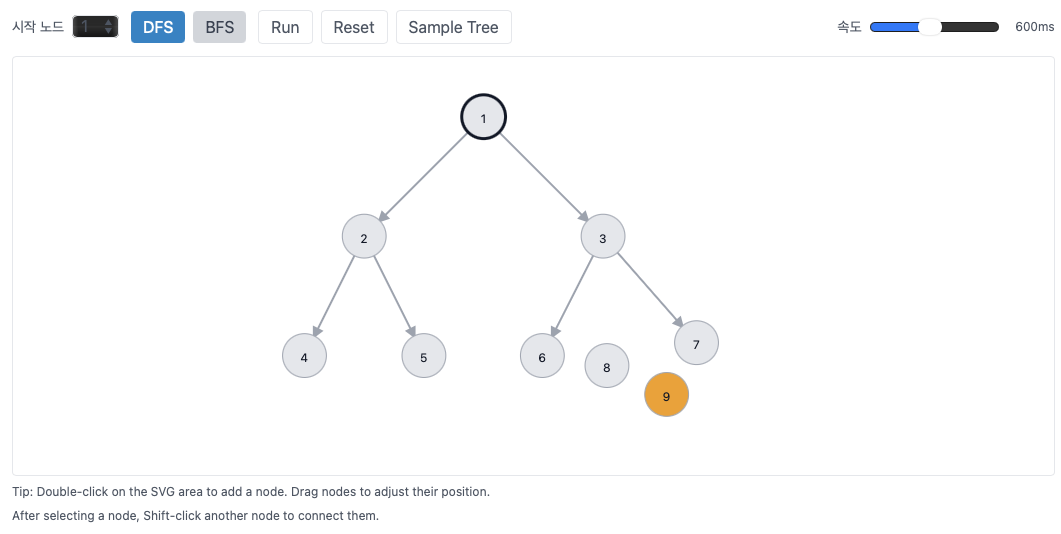 시작 노드 1 DFS BFS Run Reset Sample Tree 속도 600ms
1
2 3
4 5 6 8 7
9
Tip: Double-click on the SVG area to add a node. Drag nodes to adjust their position.
After selecting a node, Shift-click another node to connect them.